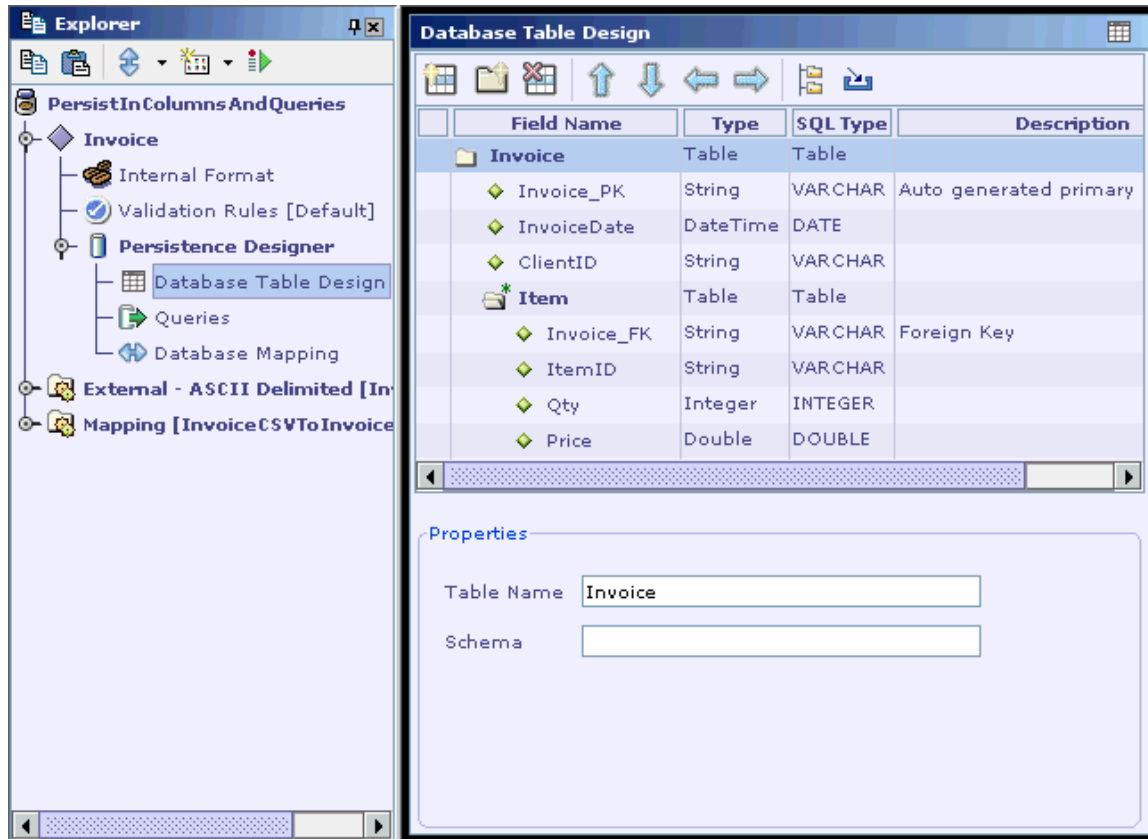 Explorer
PersistInColumnsAndQueries
Invoice
Internal Format
Validation Rules [Default]
Persistence Designer
Database Table Design
Queries
Database Mapping
External - ASCII Delimited [In
Mapping [InvoiceCSVToInvoice
Database Table Design
Field Name Type SQL Type Description
Invoice Table Table
Invoice_PK String VARCHAR Auto generated primary
InvoiceDate DateTime DATE
ClientID String VARCHAR
Item Table Table
Invoice_FK String VARCHAR Foreign Key
ItemID String VARCHAR
Qty Integer INTEGER
Price Double DOUBLE
Properties
Table Name Invoice
Schema